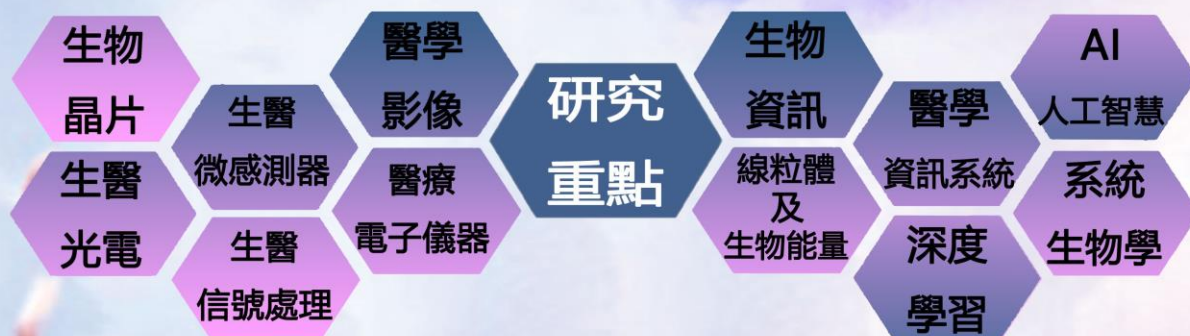 生物
晶片
生醫
光電
生醫
微感測器
生醫
信號處理
醫學
影像
醫療
電子儀器
研究
重點
生物
資訊
線粒體
及
生物能量
醫學
資訊系統
深度
學習
AI
人工智慧
系統
生物學